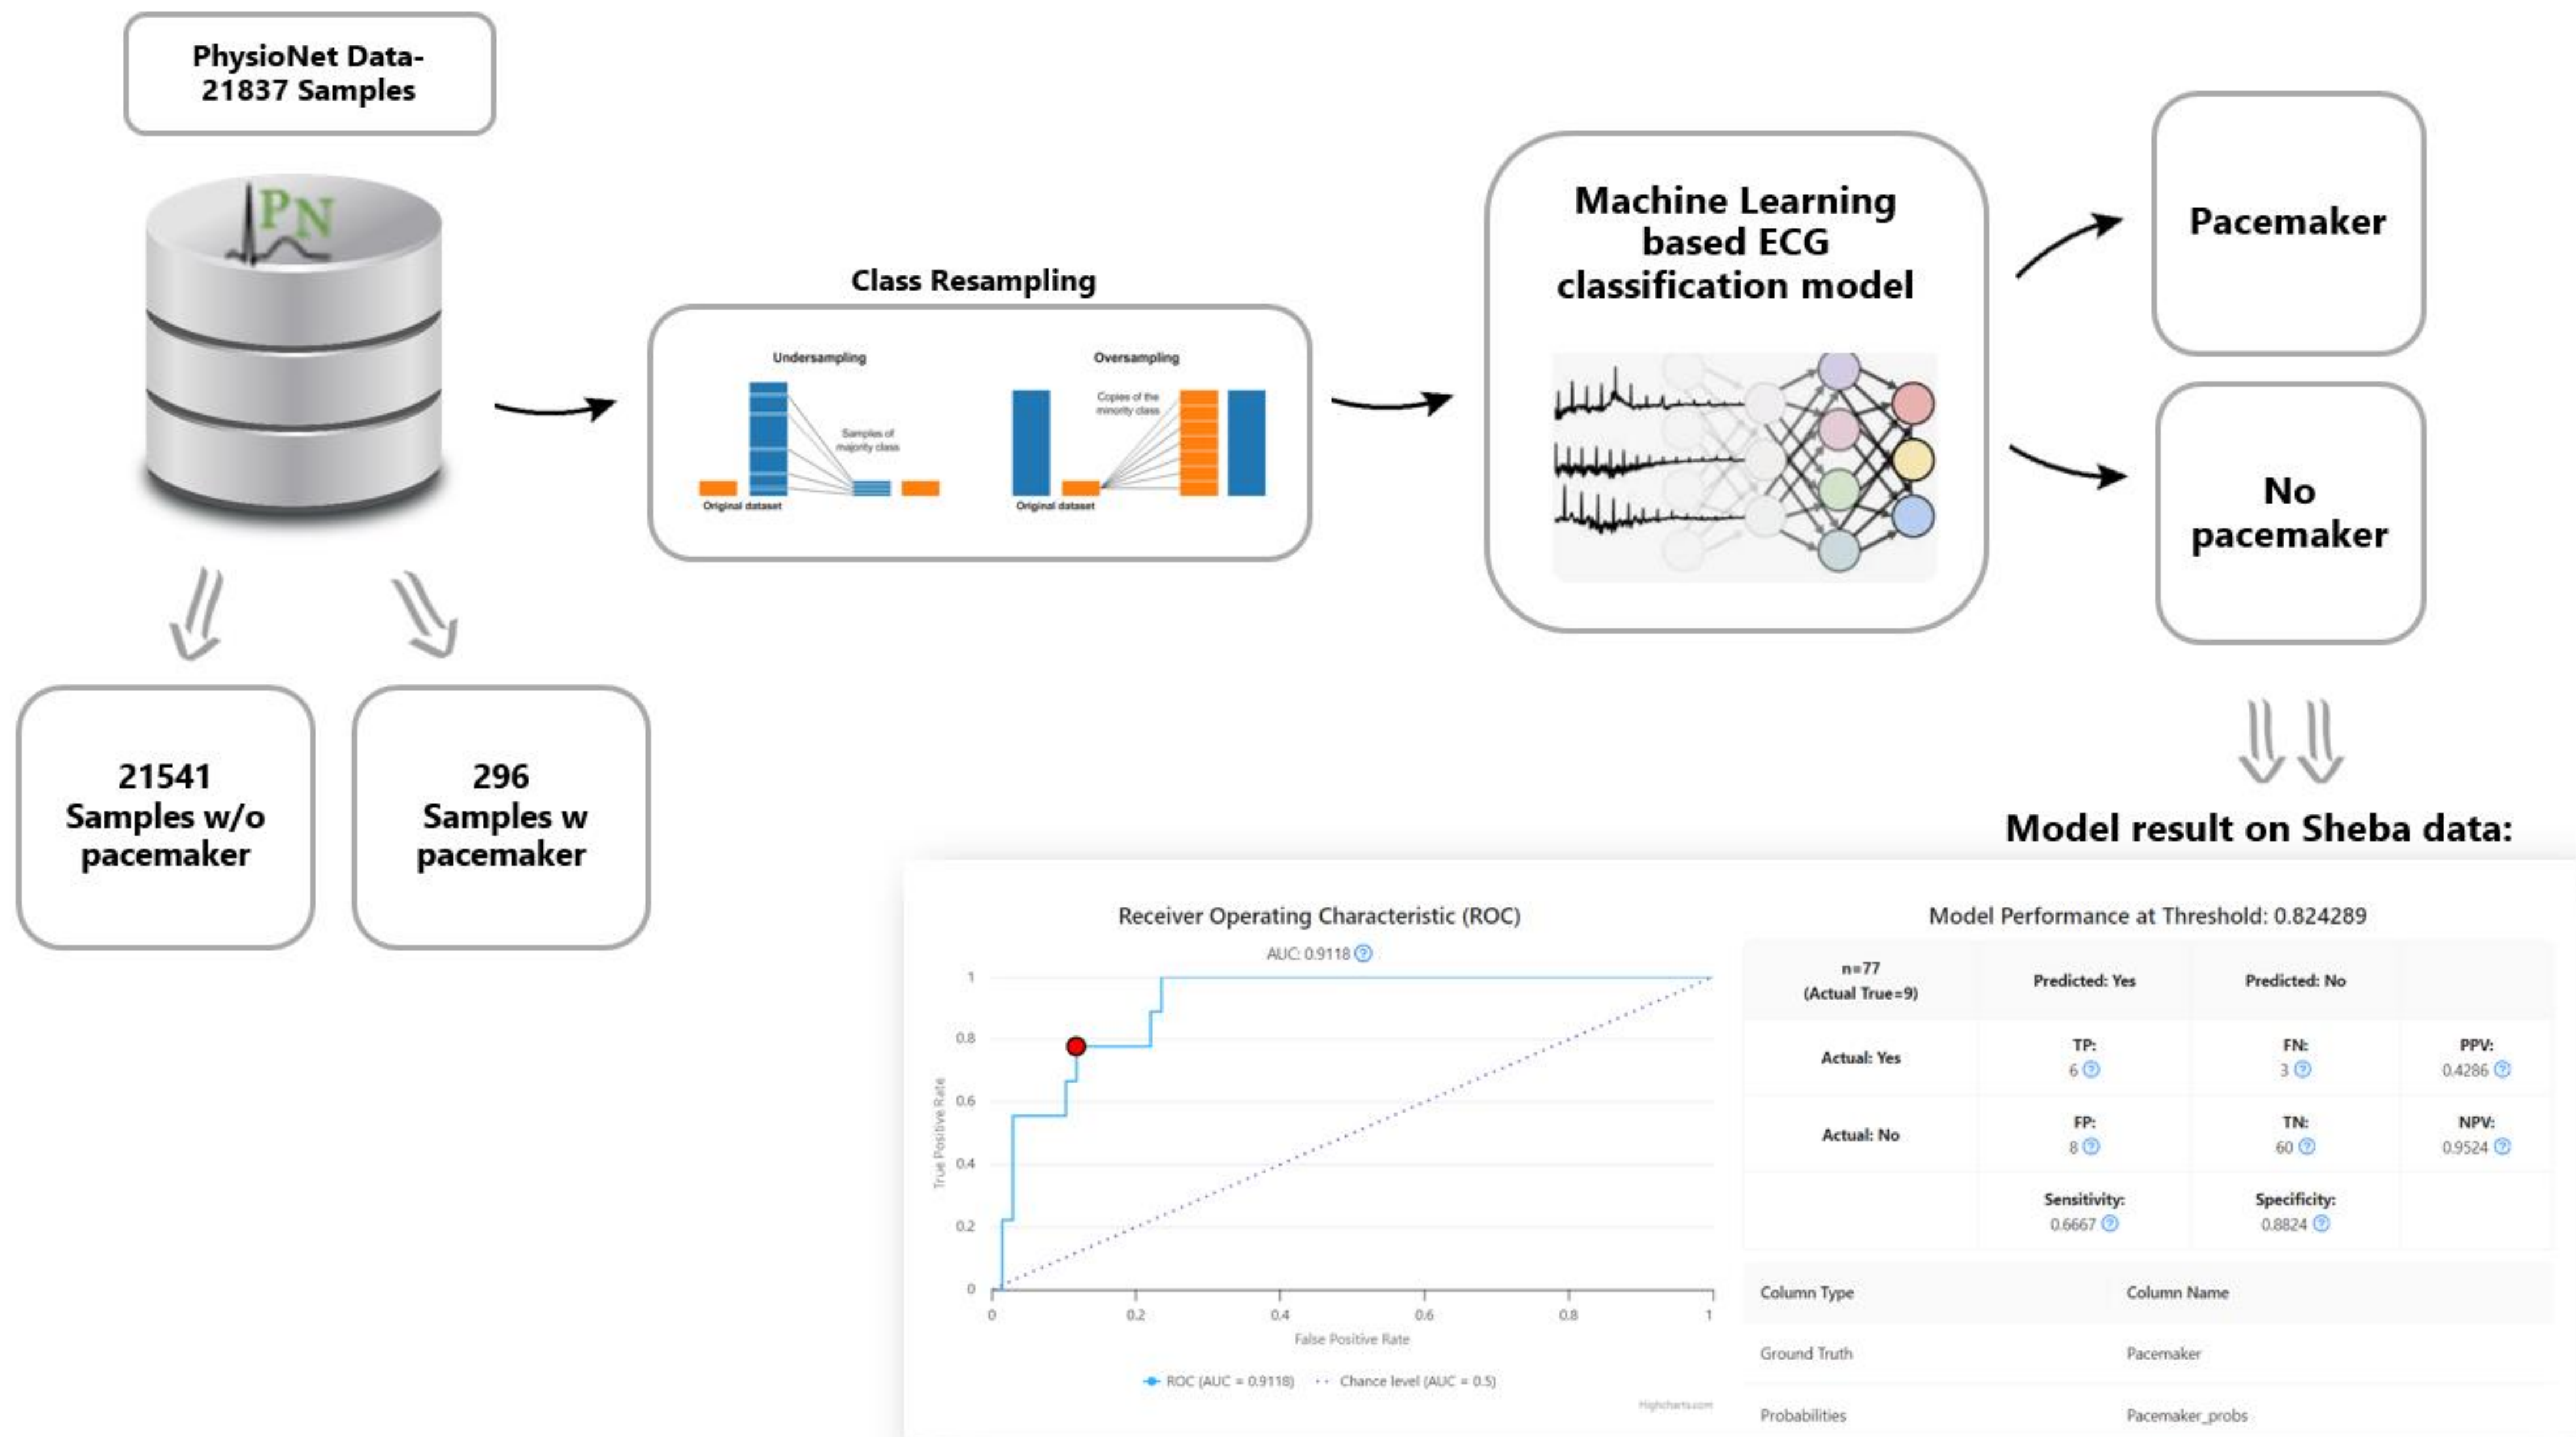 PhysioNet Data-
21837 Samples
PN
Class Resampling
Undersampling
Samples of
majority class
Original dataset
Oversampling
Copies of the
minority class
Original dataset
Machine Learning
based ECG
classification model
Pacemaker
No
pacemaker
21541
Samples w/o
pacemaker
296
Samples w
pacemaker
Model result on Sheba data:
Receiver Operating Characteristic (ROC)
AUC: 0.9118 ?
True Positive Rate
1
0.8
0.6
0.4
0.2
0
0 0.2 0.4 0.6 0.8 1
False Positive Rate
ROC (AUC = 0.9118) Chance level (AUC = 0.5)
Highcharts.com
Model Performance at Threshold: 0.824289
n=77
(Actual True=9)
Predicted: Yes
Predicted: No
Actual: Yes
TP:
6 ?
FN:
3 ?
PPV:
0.4286 ?
Actual: No
FP:
8 ?
TN:
60 ?
NPV:
0.9524 ?
Sensitivity:
0.6667 ?
Specificity:
0.8824 ?
Column Type Column Name
Ground Truth Pacemaker
Probabilities Pacemaker_probs